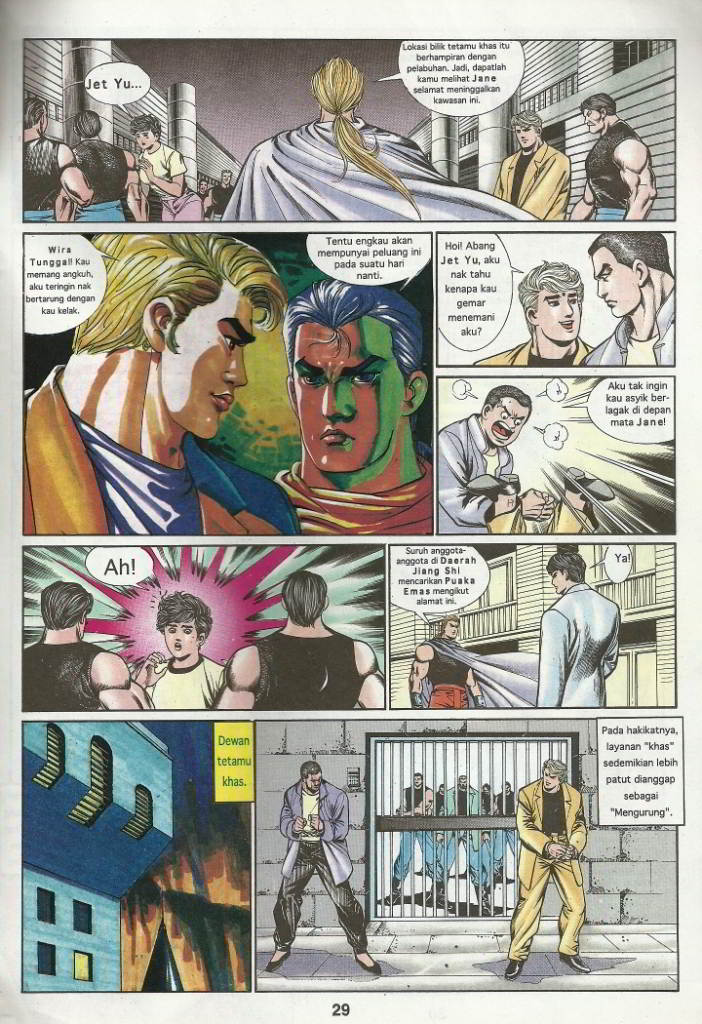 Jet Yu...
Lokasi bilik tetamu khas itu
berhampiran dengan
pelabuhan. Jadi, dapatlah
kamu melihat Jane
selamat meninggalkan
kawasan ini.
Wira
Tunggal! Kau
memang angkuh,
aku teringin nak
bertarung dengan
kau kelak.
Tentu engkau akan
mempunyai peluang ini
pada suatu hari
nanti.
Hoi! Abang
Jet Yu, aku
nak tahu
kenapa kau
gemar
menemani
aku?
Aku tak ingin
kau asyik ber-
lagak di depan
mata Jane!
Ah!
Suruh anggota-
anggota di Daerah
Jiang Shi
mencarikan Puaka
Emas mengikut
alamat ini.
Ya!
Dewan
tetamu
khas.
Pada hakikatnya,
layanan "khas"
sedemikian lebih
patut dianggap
sebagai
"Mengurung".
29